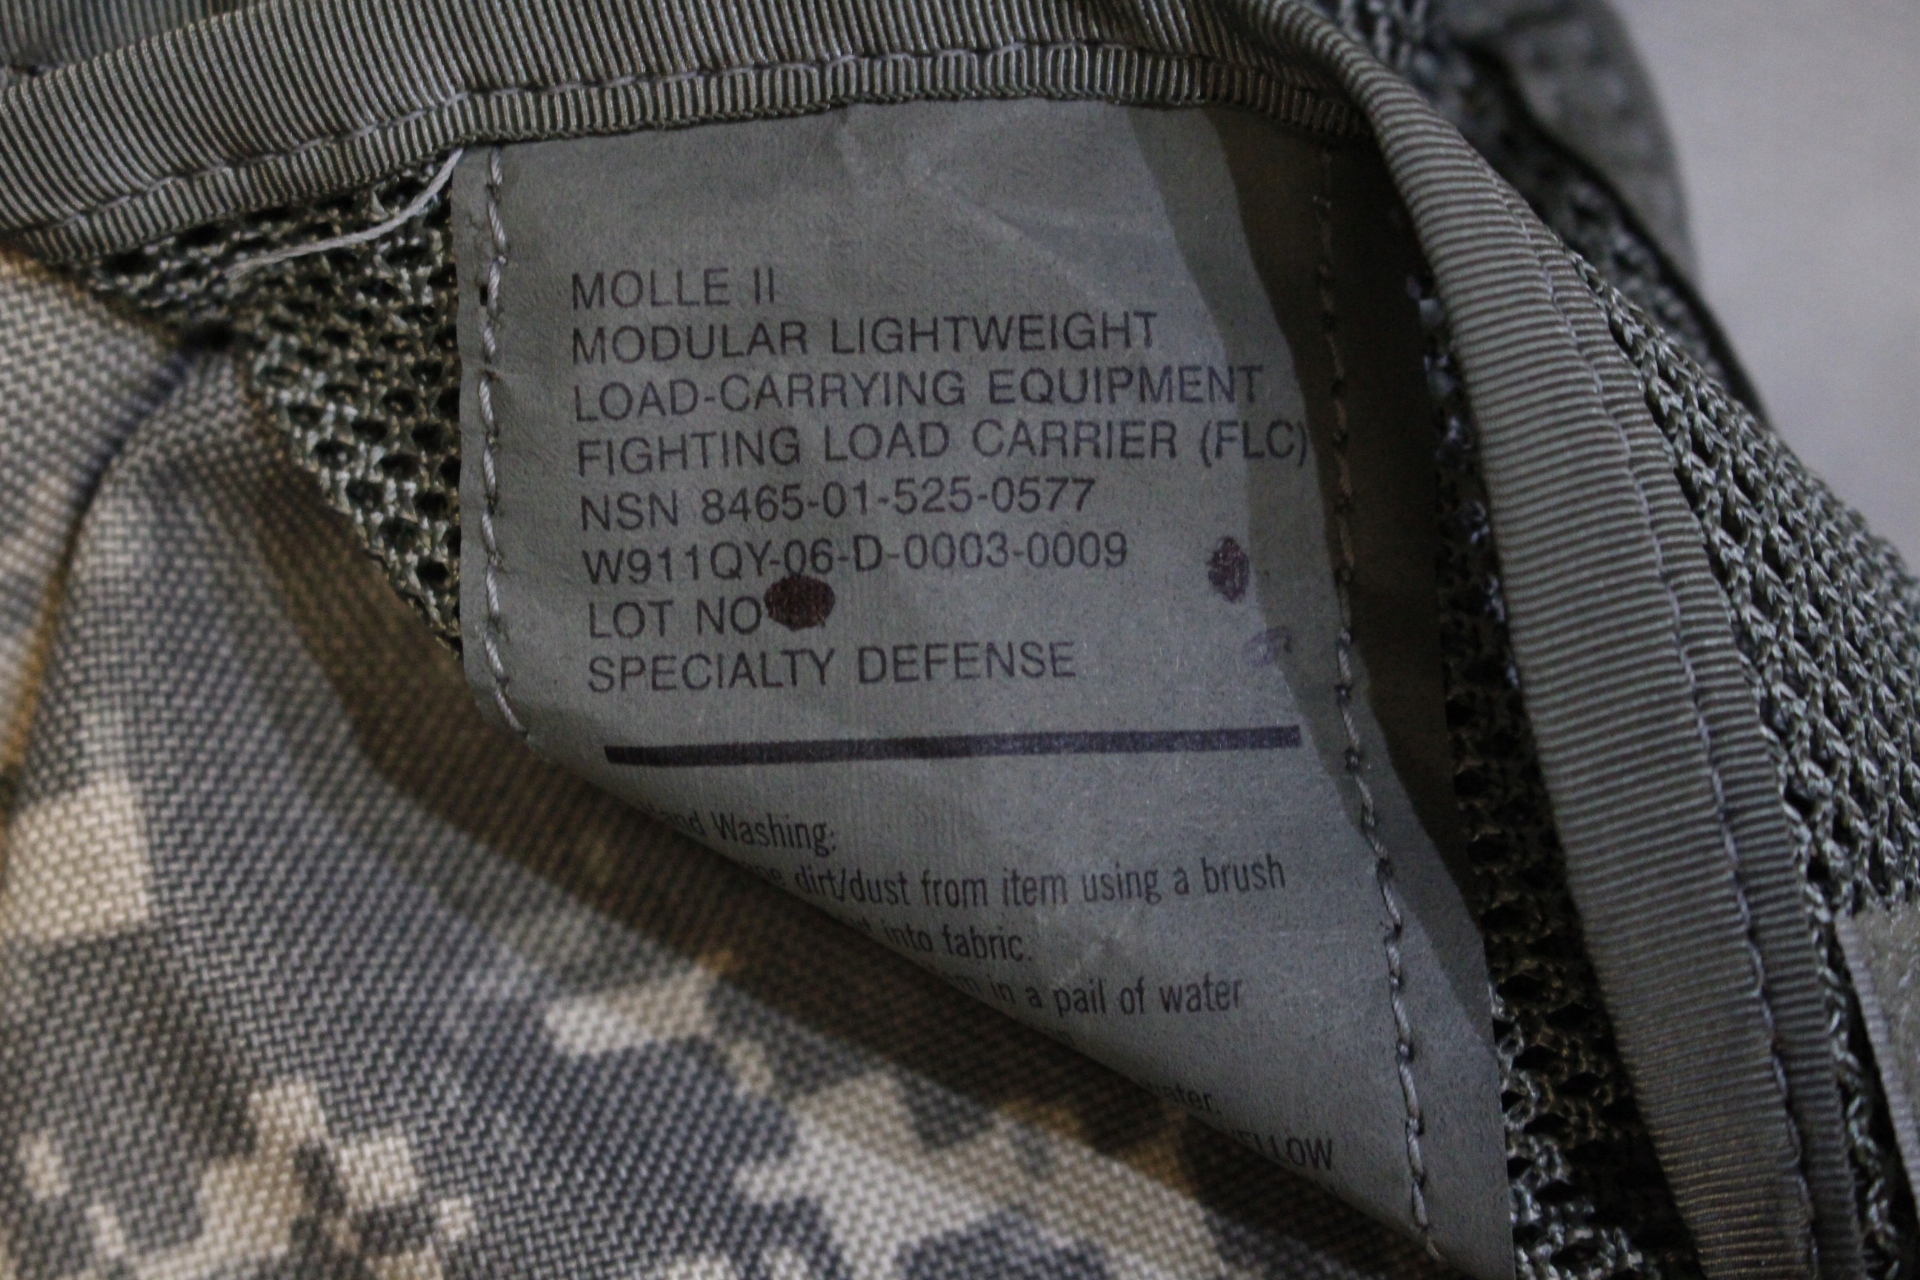 MOLLE II
MODULAR LIGHTWEIGHT
LOAD-CARRYING EQUIPMENT
FIGHTING LOAD CARRIER (FLC)
NSN 8465-01-525-0577
W911QY-06-D-0003-0009
LOT NO
SPECIALTY DEFENSE
Washing:
dirt/dust from item using a brush
into fabric.
in a pail of water